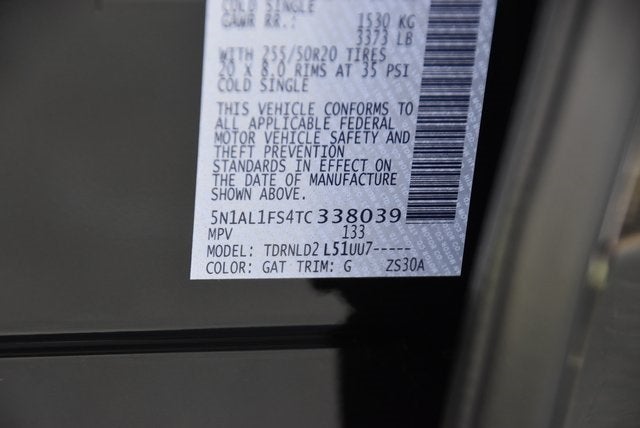 COLD SINGLE
GAWR RR.: 1530 KG
3373 LB
WITH 255/50R20 TIRES
20 X 8.0 RIMS AT 35 PSI
COLD SINGLE
THIS VEHICLE CONFORMS TO
ALL APPLICABLE FEDERAL
MOTOR VEHICLE SAFETY AND
THEFT PREVENTION
STANDARDS IN EFFECT ON
THE DATE OF MANUFACTURE
SHOWN ABOVE.
5N1AL1FS4TC 338039
MPV 133
MODEL: TDRNLD2 L51UU7-----
COLOR: GAT TRIM: G ZS30A